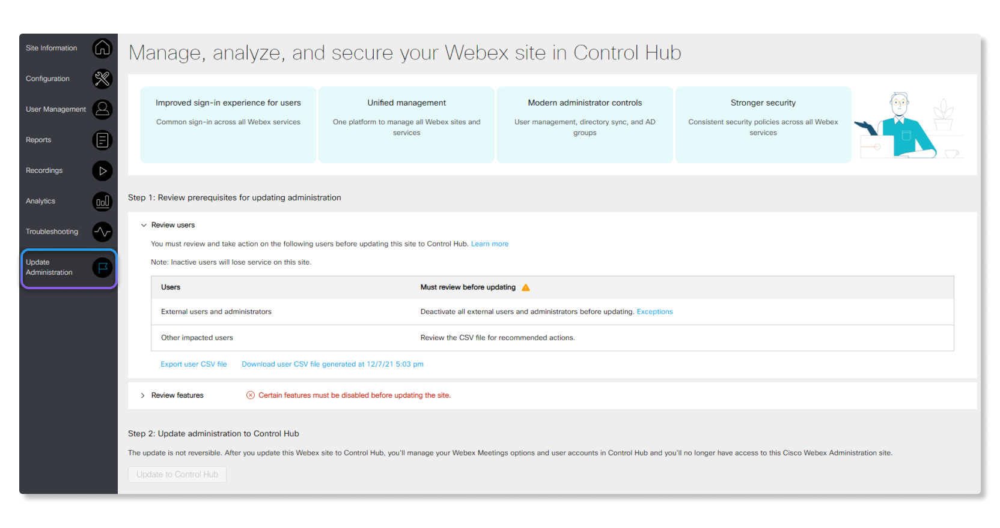 Site Information
Configuration
User Management
Reports
Recordings
Analytics
Troubleshooting
Update
Administration
Manage, analyze, and secure your Webex site in Control Hub
Improved sign-in experience for users
Common sign-in across all Webex services
Unified management
One platform to manage all Webex sites and
services
Modern administrator controls
User management, directory sync, and AD
groups
Stronger security
Consistent security policies across all Webex
services
Step 1: Review prerequisites for updating administration
Review users
You must review and take action on the following users before updating this site to Control Hub. Learn more
Note: Inactive users will lose service on this site.
Users Must review before updating
External users and administrators Deactivate all external users and administrators before updating. Exceptions
Other impacted users Review the CSV file for recommended actions.
Export user CSV file Download user CSV file generated at 12/7/21 5:03 pm
Review features Certain features must be disabled before updating the site.
Step 2: Update administration to Control Hub
The update is not reversible. After you update this Webex site to Control Hub, you'll manage your Webex Meetings options and user accounts in Control Hub and you'll no longer have access to this Cisco Webex Administration site.
Update to Control Hub